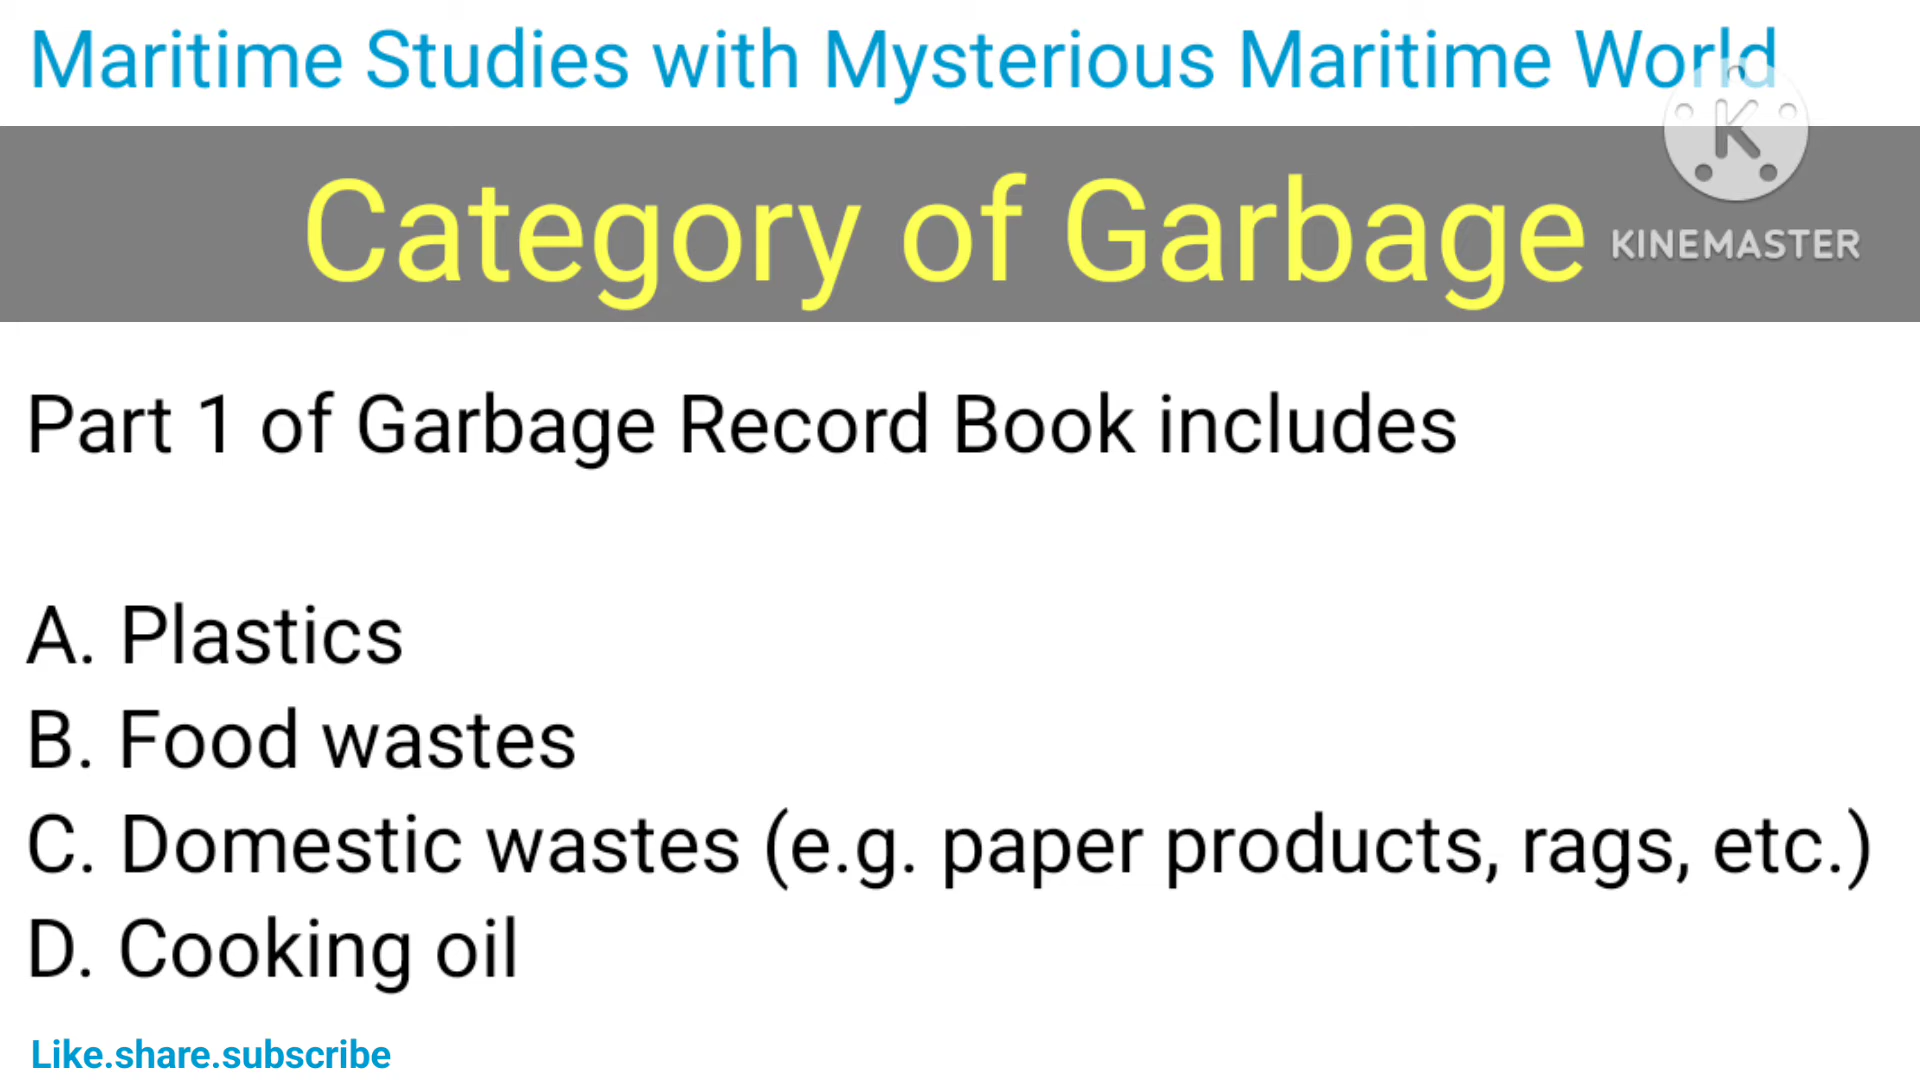 Maritime Studies with Mysterious Maritime World
K
Category of Garbage
KINEMASTER
Part 1 of Garbage Record Book includes
A. Plastics
B. Food wastes
C. Domestic wastes (e.g. paper products, rags, etc.)
D. Cooking oil
Like.share.subscribe